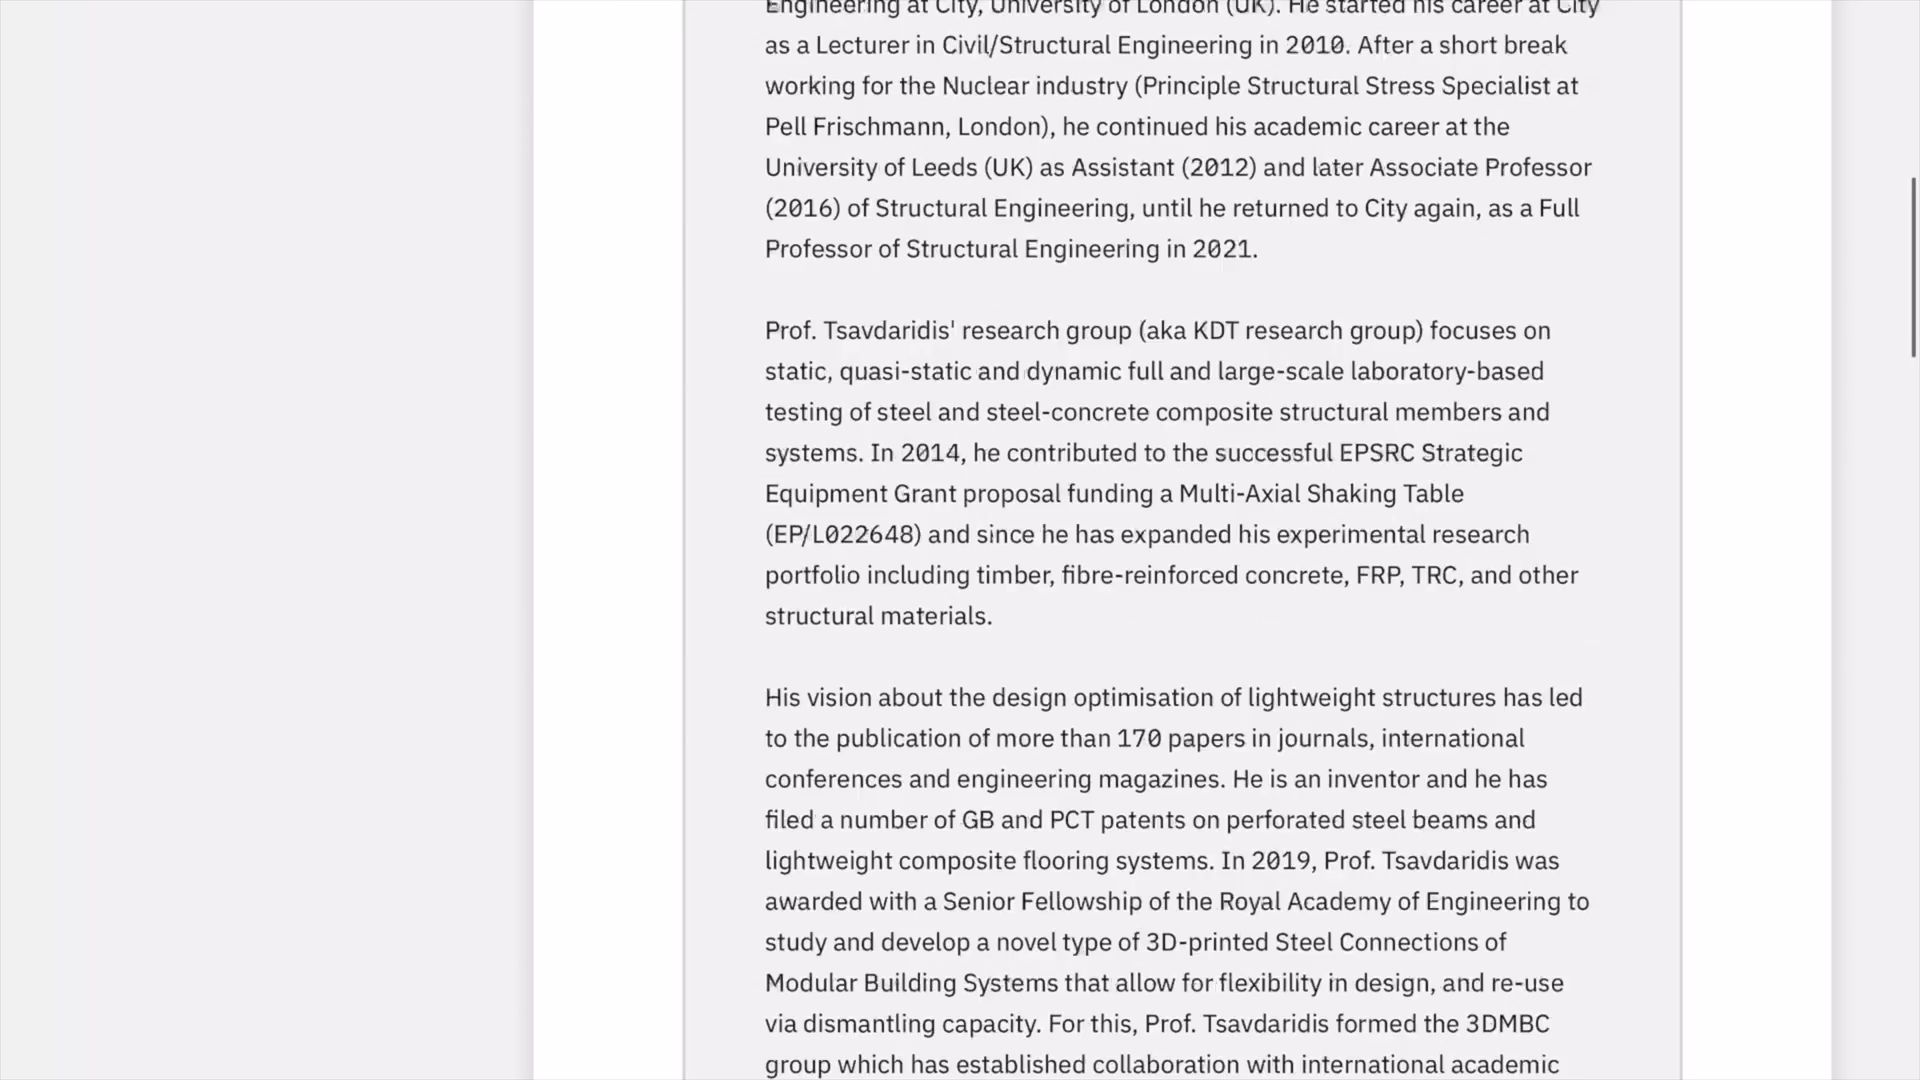 Engineering at City, University of London (UK). He started his career at City
as a Lecturer in Civil/Structural Engineering in 2010. After a short break
working for the Nuclear industry (Principle Structural Stress Specialist at
Pell Frischmann, London), he continued his academic career at the
University of Leeds (UK) as Assistant (2012) and later Associate Professor
(2016) of Structural Engineering, until he returned to City again, as a Full
Professor of Structural Engineering in 2021.
Prof. Tsavdaridis' research group (aka KDT research group) focuses on
static, quasi-static and dynamic full and large-scale laboratory-based
testing of steel and steel-concrete composite structural members and
systems. In 2014, he contributed to the successful EPSRC Strategic
Equipment Grant proposal funding a Multi-Axial Shaking Table
(EP/L022648) and since he has expanded his experimental research
portfolio including timber, fibre-reinforced concrete, FRP, TRC, and other
structural materials.
His vision about the design optimisation of lightweight structures has led
to the publication of more than 170 papers in journals, international
conferences and engineering magazines. He is an inventor and he has
filed a number of GB and PCT patents on perforated steel beams and
lightweight composite flooring systems. In 2019, Prof. Tsavdaridis was
awarded with a Senior Fellowship of the Royal Academy of Engineering to
study and develop a novel type of 3D-printed Steel Connections of
Modular Building Systems that allow for flexibility in design, and re-use
via dismantling capacity. For this, Prof. Tsavdaridis formed the 3DMBC
group which has established collaboration with international academic